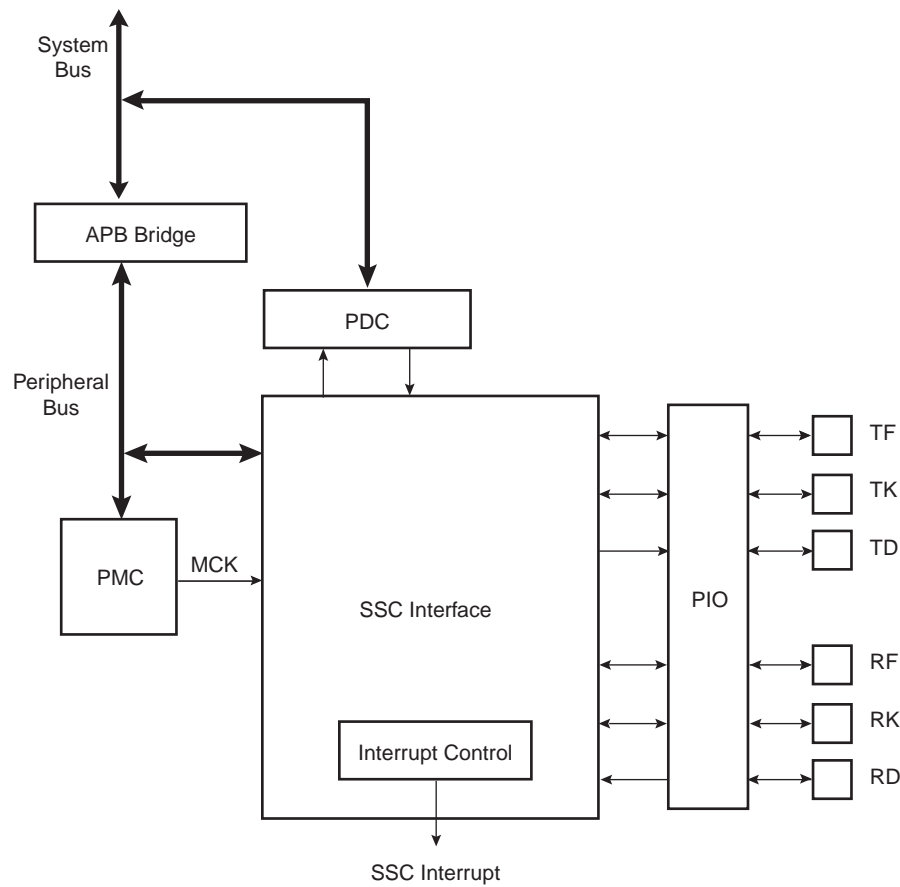 System
Bus
APB Bridge
PDC
Peripheral
Bus
TF
TK
TD
PMC
MCK
SSC Interface
PIO
RF
RK
RD
Interrupt Control
SSC Interrupt